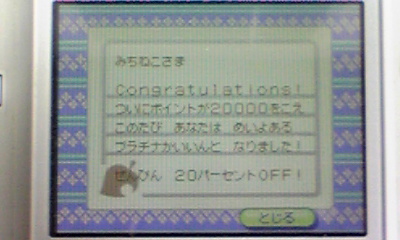 みちねこさま
Congratulations!
ついにポイントが20000をこえ
このたび あなたは めいよある
プラチナかいいんと なりました!
ぜんぴん 20パーセントOFF!
とじる